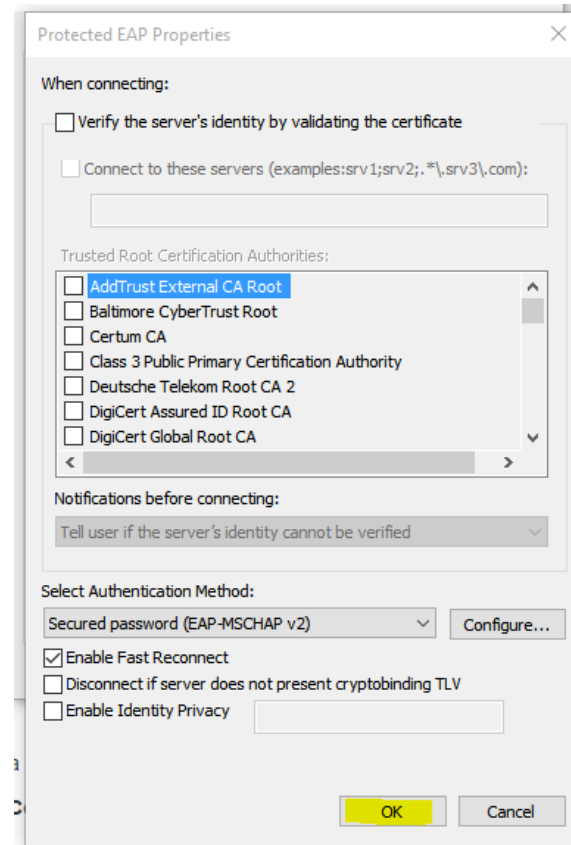 Protected EAP Properties
When connecting:
Verify the server's identity by validating the certificate
Connect to these servers (examples:srv1;srv2;.*\.srv3\.com):
Trusted Root Certification Authorities:
AddTrust External CA Root
Baltimore CyberTrust Root
Certum CA
Class 3 Public Primary Certification Authority
Deutsche Telekom Root CA 2
DigiCert Assured ID Root CA
DigiCert Global Root CA
Notifications before connecting:
Tell user if the server's identity cannot be verified
Select Authentication Method:
Secured password (EAP-MSCHAP v2) Configure...
Enable Fast Reconnect
Disconnect if server does not present cryptobinding TLV
Enable Identity Privacy
OK Cancel